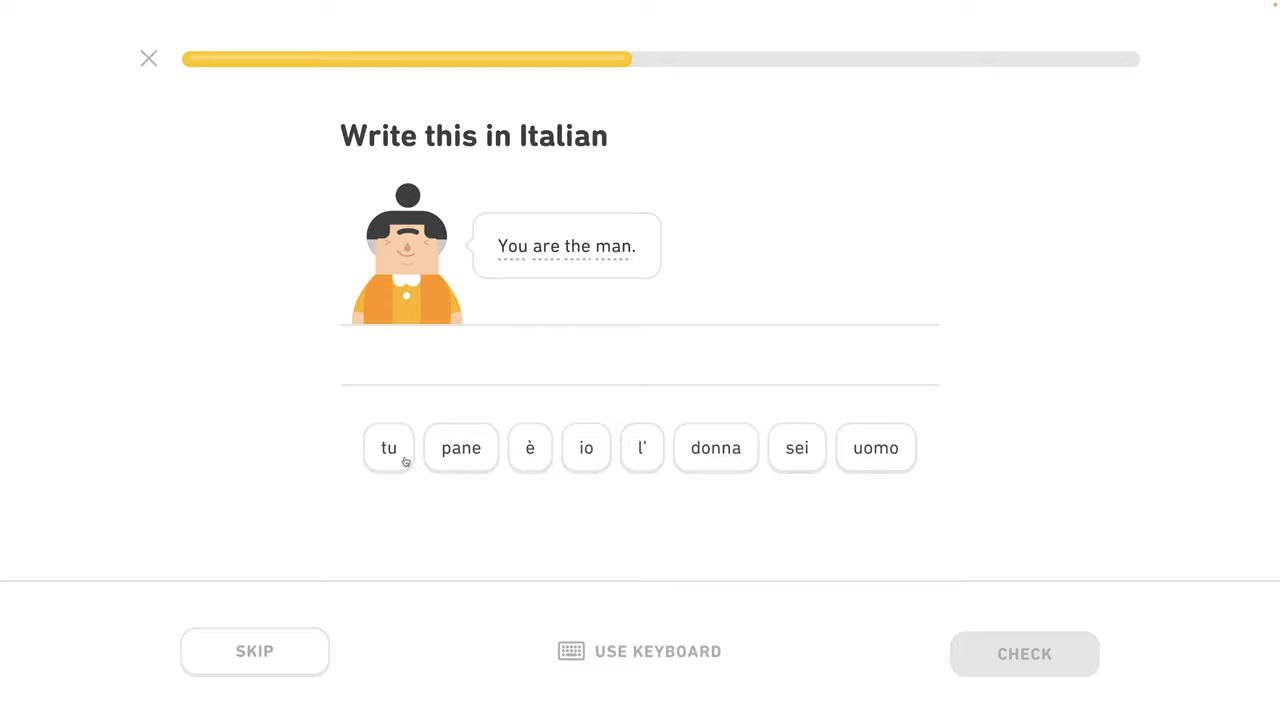 Write this in Italian
You are the man.
tu pane è io l' donna sei uomo
SKIP USE KEYBOARD CHECK